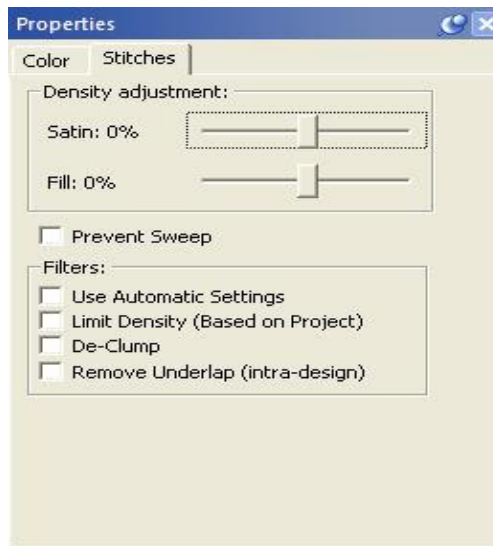 Properties
Color Stitches
Density adjustment:
Satin: 0%
Fill: 0%
Prevent Sweep
Filters:
Use Automatic Settings
Limit Density (Based on Project)
De-Clump
Remove Underlap (intra-design)